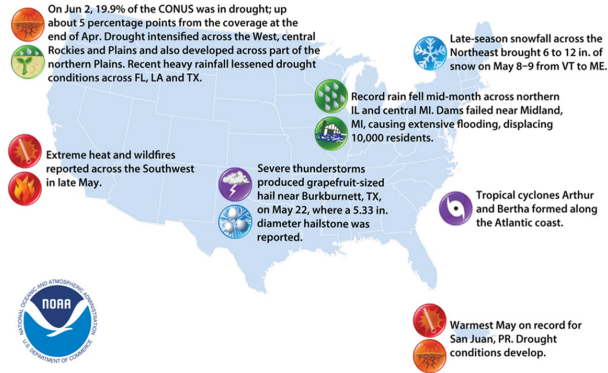 On Jun 2, 19.9% of the CONUS was in drought; up
about 5 percentage points from the coverage at the
end of Apr. Drought intensified across the West, central
Rockies and Plains and also developed across part of the
northern Plains. Recent heavy rainfall lessened drought
conditions across FL, LA and TX.
Late-season snowfall across the
Northeast brought 6 to 12 in. of
snow on May 8–9 from VT to ME.
Record rain fell mid-month across northern
IL and central MI. Dams failed near Midland,
MI, causing extensive flooding, displacing
10,000 residents.
Extreme heat and wildfires
reported across the Southwest
in late May.
Severe thunderstorms
produced grapefruit-sized
hail near Burkburnett, TX,
on May 22, where a 5.33 in.
diameter hailstone was
reported.
Tropical cyclones Arthur
and Bertha formed along
the Atlantic coast.
NATIONAL OCEANIC AND ATMOSPHERIC ADMINISTRATION
NOAA
U.S. DEPARTMENT OF COMMERCE
Warmest May on record for
San Juan, PR. Drought
conditions develop.